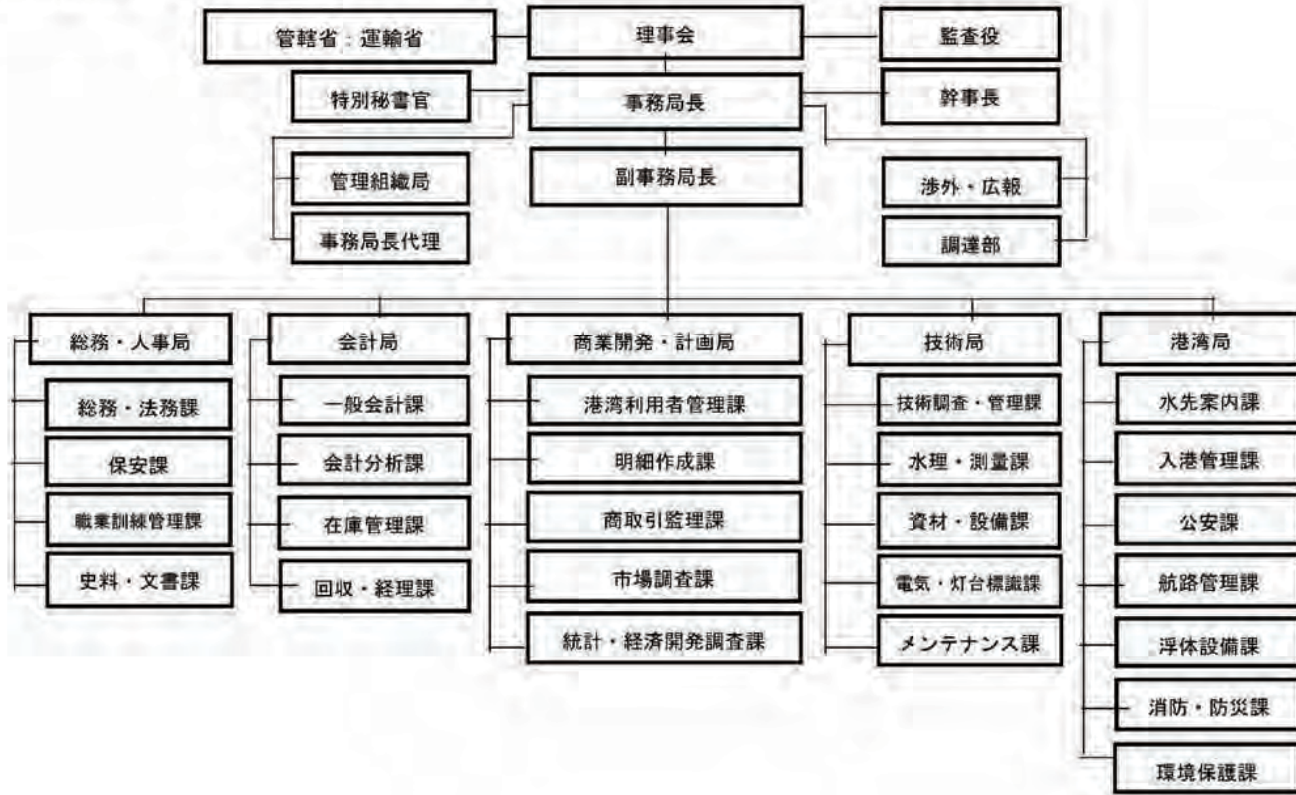 管轄省：運輸省
理事会
監査役
特別秘書官
事務局長
幹事長
管理組織局
副事務局長
渉外・広報
事務局長代理
調達部
総務・人事局
総務・法務課
保安課
職業訓練管理課
史料・文書課
会計局
一般会計課
会計分析課
在庫管理課
回収・経理課
商業開発・計画局
港湾利用者管理課
明細作成課
商取引監理課
市場調査課
統計・経済開発調査課
技術局
技術調査・管理課
水理・測量課
資材・設備課
電気・灯台標識課
メンテナンス課
港湾局
水先案内課
入港管理課
公安課
航路管理課
浮体設備課
消防・防災課
環境保護課